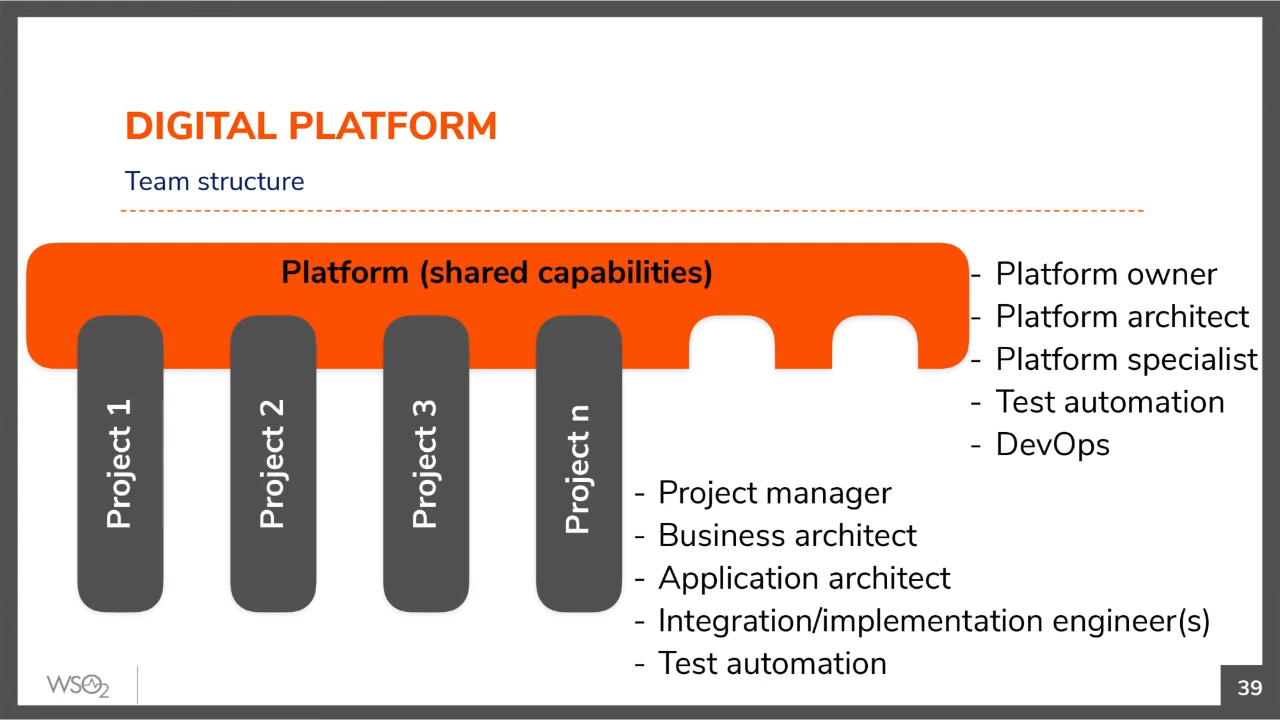 DIGITAL PLATFORM
Team structure
Platform (shared capabilities)
- Platform owner
- Platform architect
- Platform specialist
- Test automation
- DevOps
Project 1
Project 2
Project 3
Project n
- Project manager
- Business architect
- Application architect
- Integration/implementation engineer(s)
- Test automation
WSO2
39